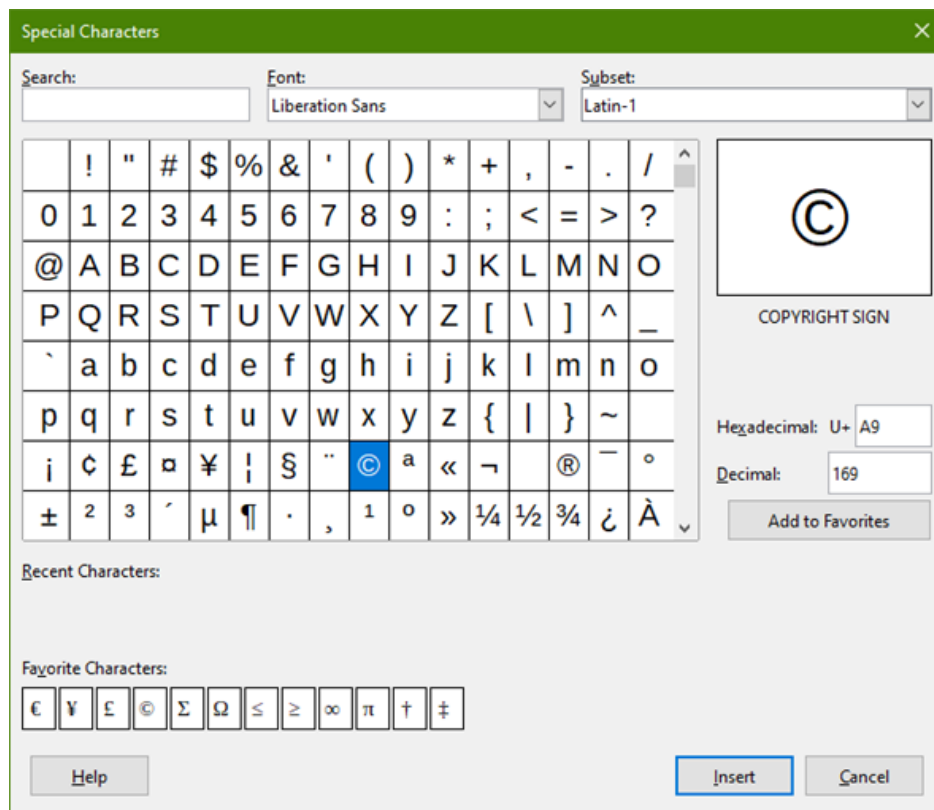 Special Characters
Search: Font: Subset:
Liberation Sans Latin-1
! " # $ % & ' ( ) * + , - . /
0 1 2 3 4 5 6 7 8 9 : ; < = > ?
@ A B C D E F G H I J K L M N O
P Q R S T U V W X Y Z [ \ ] ^ _
` a b c d e f g h i j k l m n o
p q r s t u v w x y z { | } ~
¡ ¢ £ ¤ ¥ ¦ § ¨ © ª « ¬ ® ¯ °
± ² ³ ´ µ ¶ · ¸ ¹ º » ¼ ½ ¾ ¿ À
©
COPYRIGHT SIGN
Hexadecimal: U+ A9
Decimal: 169
Add to Favorites
Recent Characters:
Favorite Characters:
€ ¥ £ © Σ Ω ≤ ≥ ∞ π † ‡
Help Insert Cancel